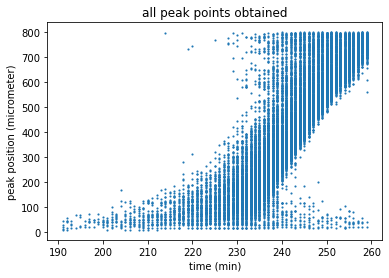 all peak points obtained
800
700
600
500
400
300
200
100
0
peak position (micrometer)
190 200 210 220 230 240 250 260
time (min)